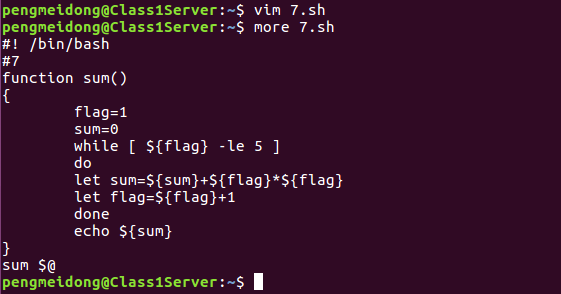 pengmeidong@Class1Server:~$ vim 7.sh
pengmeidong@Class1Server:~$ more 7.sh
#! /bin/bash
#7
function sum()
{
        flag=1
        sum=0
        while [ ${flag} -le 5 ]
        do
        let sum=${sum}+${flag}*${flag}
        let flag=${flag}+1
        done
        echo ${sum}
}
sum $@
pengmeidong@Class1Server:~$